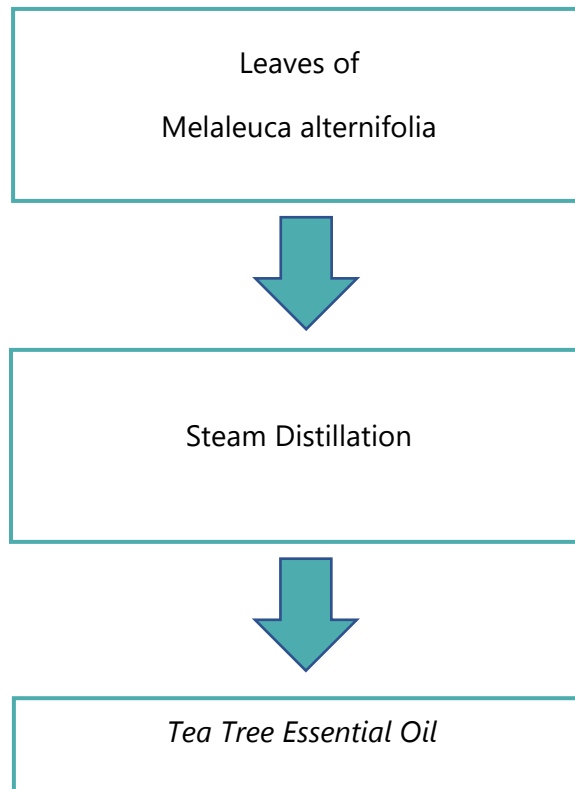 Leaves of
Melaleuca alternifolia
Steam Distillation
Tea Tree Essential Oil